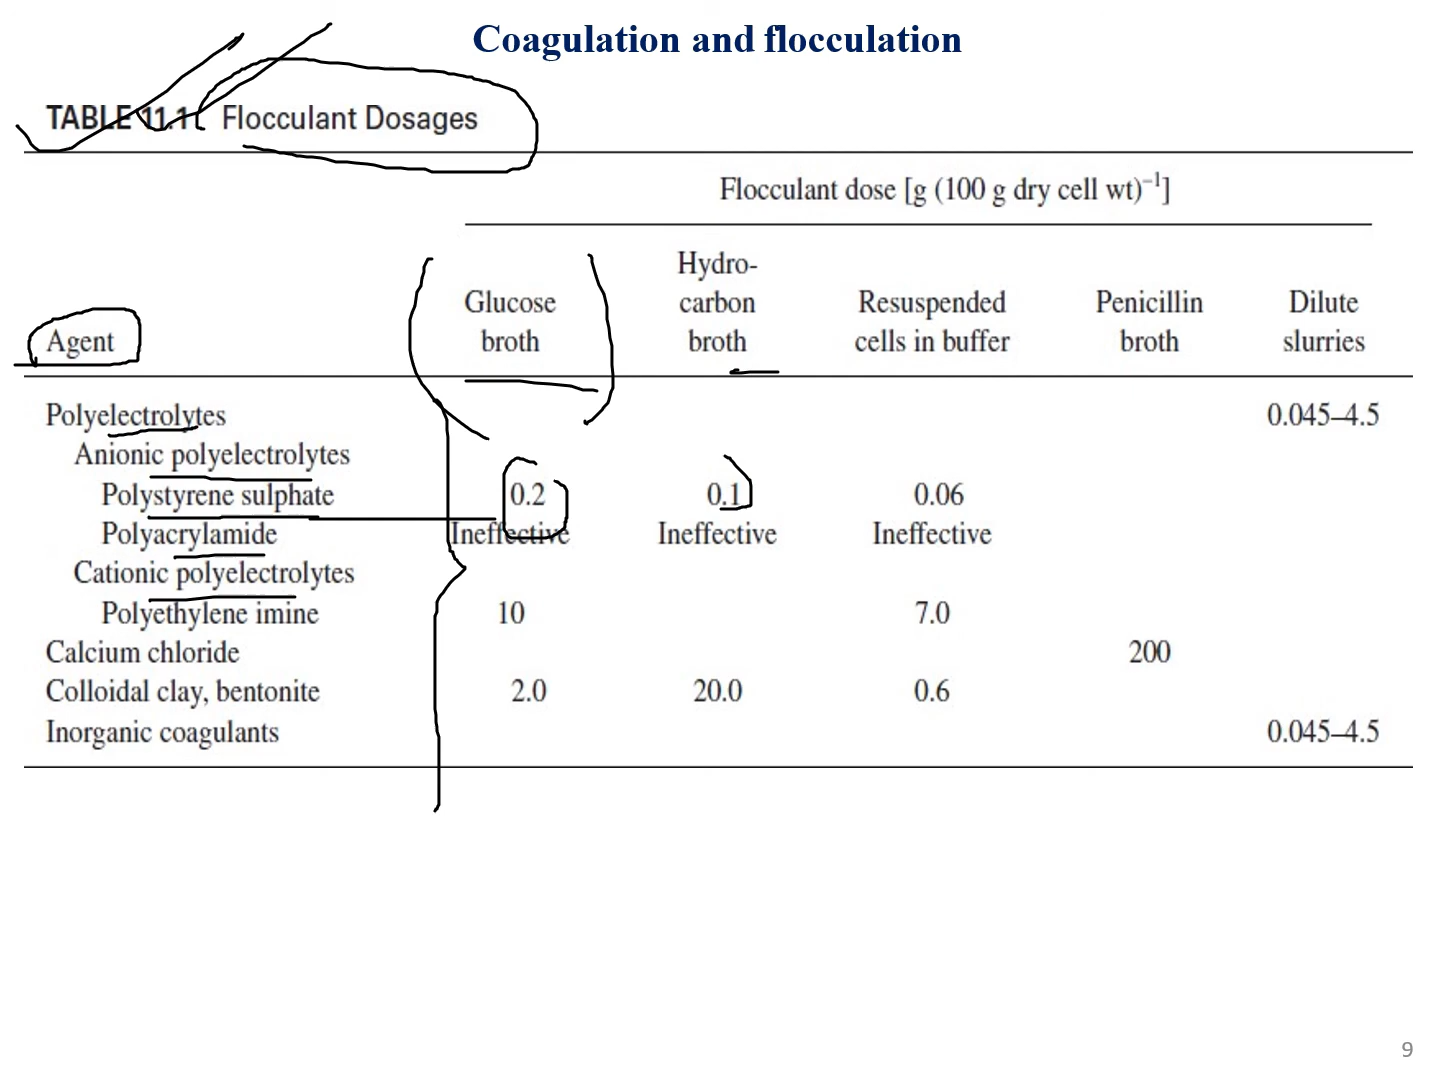 Coagulation and flocculation
TABLE 11.1 Flocculant Dosages
Flocculant dose [g (100 g dry cell wt)⁻¹]
Agent Glucose broth Hydro-carbon broth Resuspended cells in buffer Penicillin broth Dilute slurries
Polyelectrolytes 0.045–4.5
Anionic polyelectrolytes
Polystyrene sulphate 0.2 0.1 0.06
Polyacrylamide Ineffective Ineffective Ineffective
Cationic polyelectrolytes
Polyethylene imine 10 7.0
Calcium chloride 200
Colloidal clay, bentonite 2.0 20.0 0.6
Inorganic coagulants 0.045–4.5
9